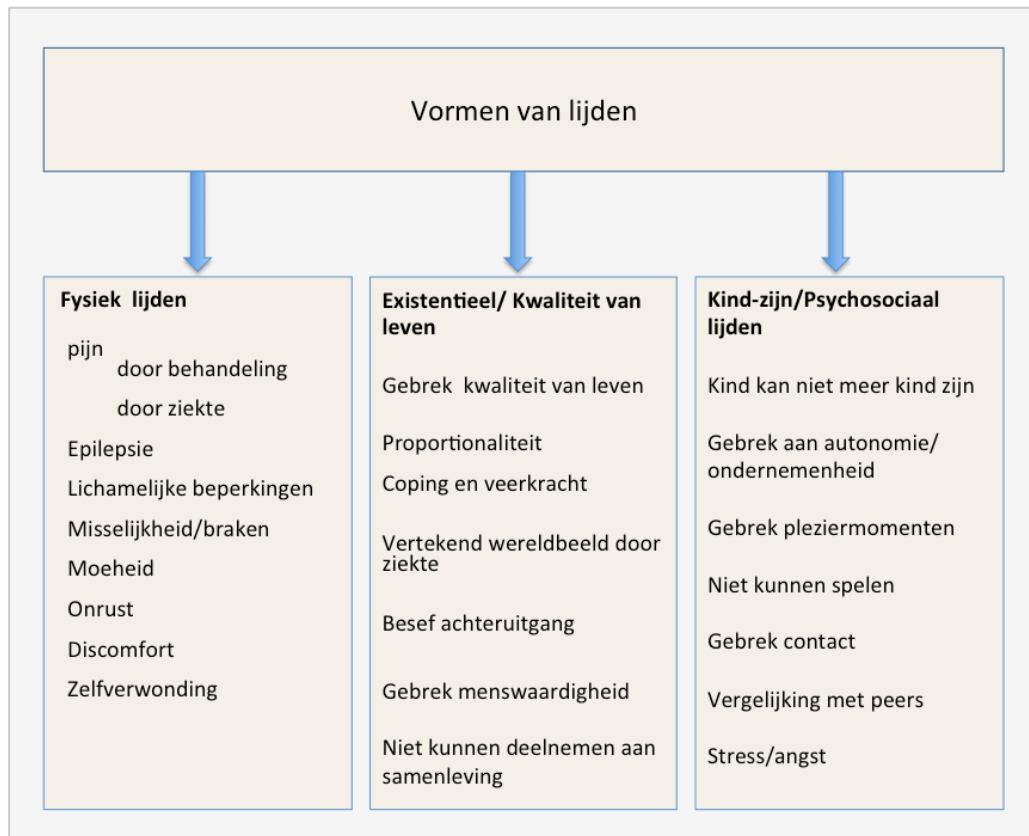 Vormen van lijden
Fysiek lijden
pijn
door behandeling
door ziekte
Epilepsie
Lichamelijke beperkingen
Misselijkheid/braken
Moeheid
Onrust
Discomfort
Zelfverwonding
Existentieel/ Kwaliteit van
leven
Gebrek kwaliteit van leven
Proportionaliteit
Coping en veerkracht
Vertekend wereldbeeld door
ziekte
Besef achteruitgang
Gebrek menswaardigheid
Niet kunnen deelnemen aan
samenleving
Kind-zijn/Psychosociaal
lijden
Kind kan niet meer kind zijn
Gebrek aan autonomie/
ondernemenheid
Gebrek pleziermomenten
Niet kunnen spelen
Gebrek contact
Vergelijking met peers
Stress/angst